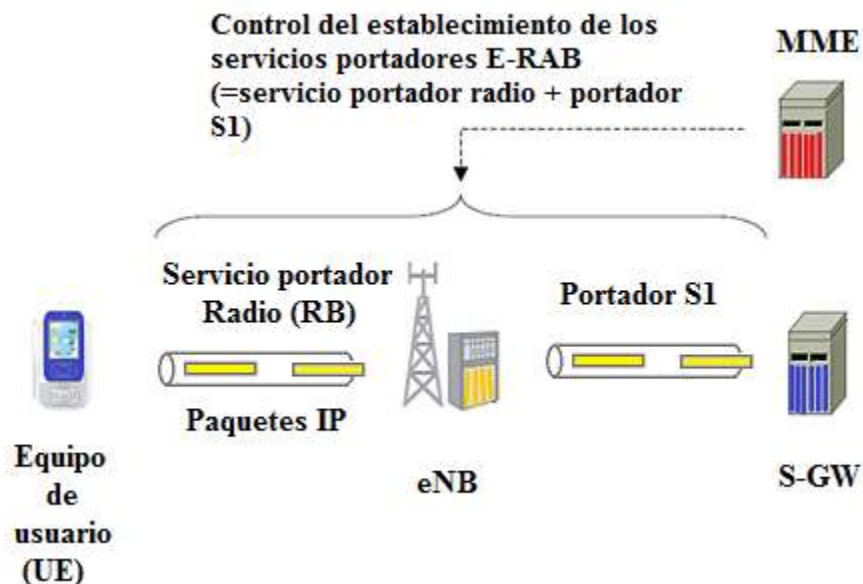 Control del establecimiento de los
servicios portadores E-RAB
(=servicio portador radio + portador
S1)
MME
Servicio portador
Radio (RB)
Portador S1
Paquetes IP
Equipo
de
usuario
(UE)
eNB
S-GW